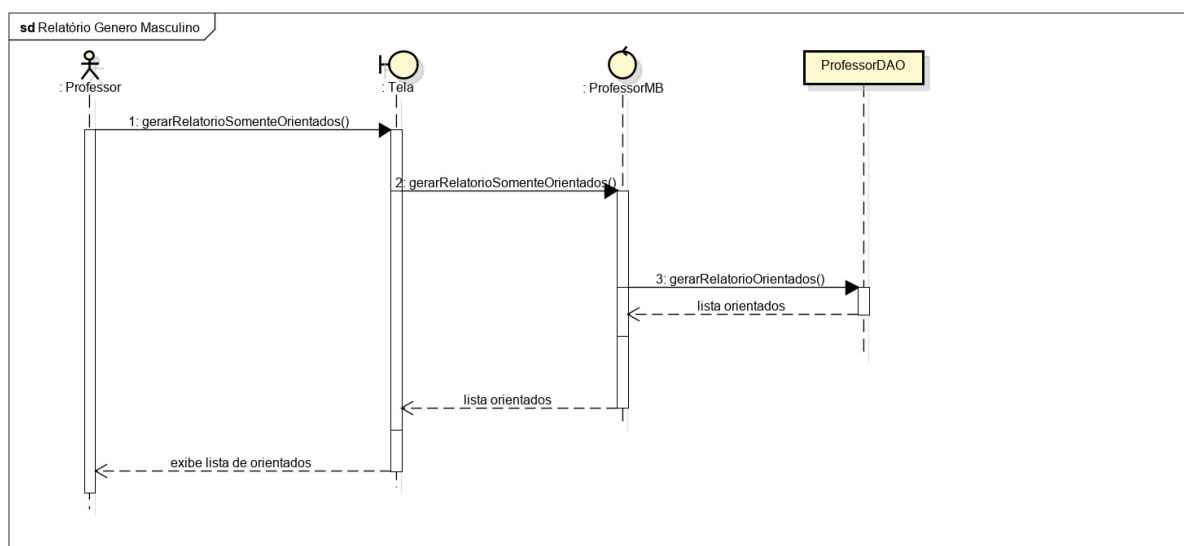 sd Relatório Genero Masculino
: Professor
: Tela
: ProfessorMB
ProfessorDAO
1: gerarRelatorioSomenteOrientados()
2: gerarRelatorioSomenteOrientados()
3: gerarRelatorioOrientados()
lista orientados
lista orientados
exibe lista de orientados